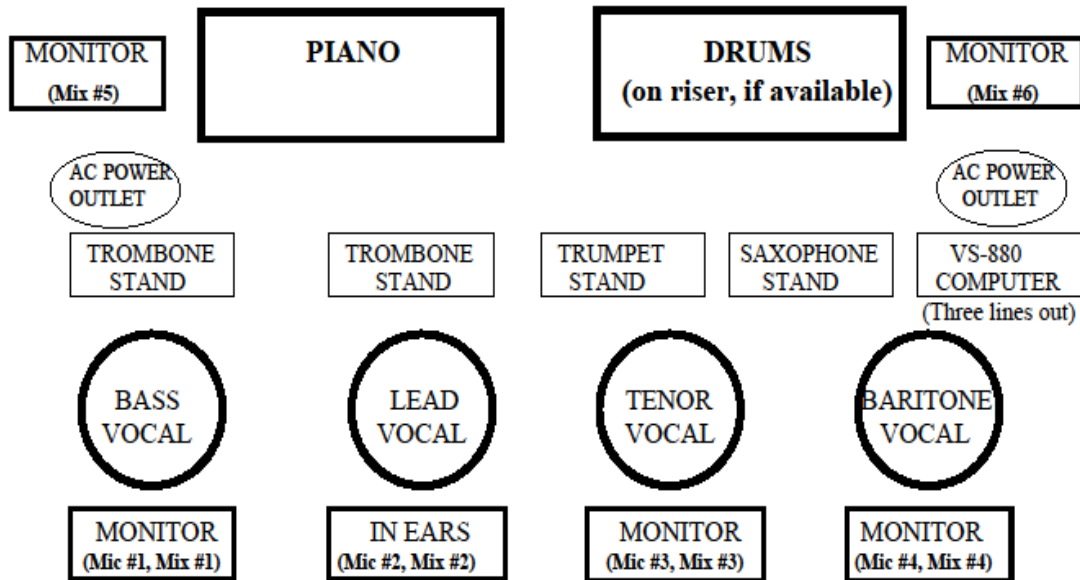 MONITOR
(Mix #5)
PIANO
DRUMS
(on riser, if available)
MONITOR
(Mix #6)
AC POWER
OUTLET
AC POWER
OUTLET
TROMBONE
STAND
TROMBONE
STAND
TRUMPET
STAND
SAXOPHONE
STAND
VS-880
COMPUTER
(Three lines out)
BASS
VOCAL
LEAD
VOCAL
TENOR
VOCAL
BARITONE
VOCAL
MONITOR
(Mic #1, Mix #1)
IN EARS
(Mic #2, Mix #2)
MONITOR
(Mic #3, Mix #3)
MONITOR
(Mic #4, Mix #4)